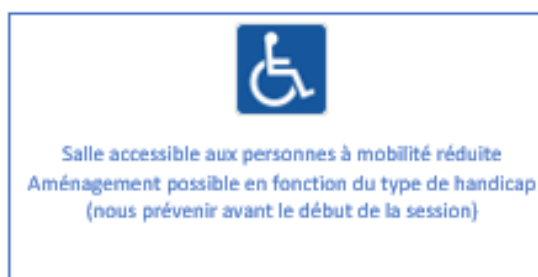 Salle accessible aux personnes à mobilité réduite
Aménagement possible en fonction du type de handicap
(nous prévenir avant le début de la session)